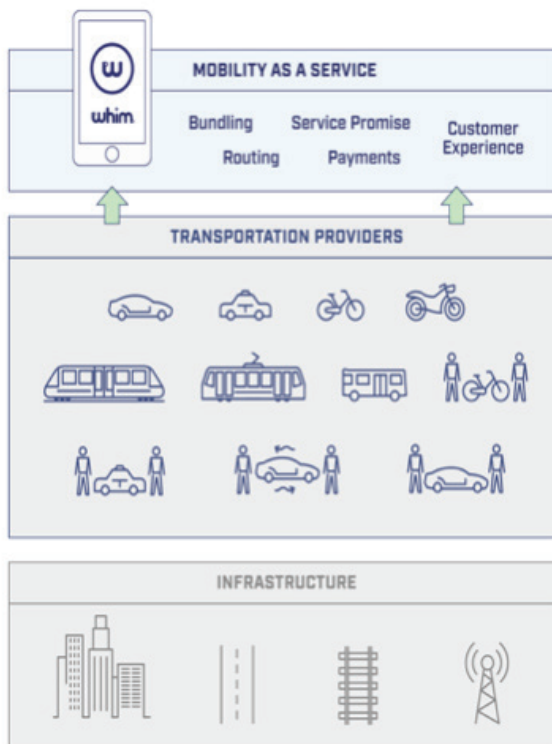 w
whim
MOBILITY AS A SERVICE
Bundling
Service Promise
Customer
Experience
Routing
Payments
TRANSPORTATION PROVIDERS
T
T
INFRASTRUCTURE